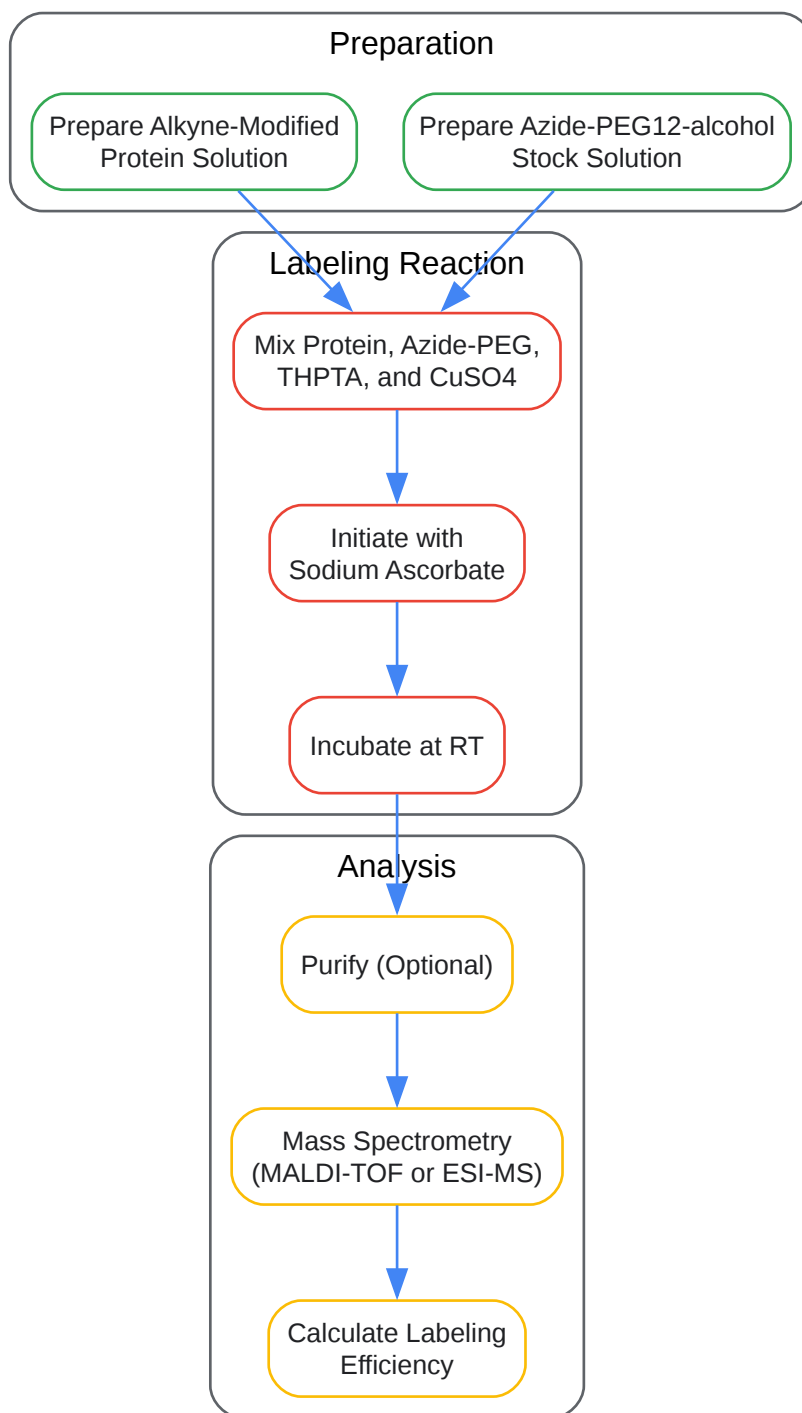 Preparation
Prepare Alkyne-Modified
Protein Solution
Prepare Azide-PEG12-alcohol
Stock Solution
Labeling Reaction
Mix Protein, Azide-PEG,
THPTA, and CuSO4
Initiate with
Sodium Ascorbate
Incubate at RT
Analysis
Purify (Optional)
Mass Spectrometry
(MALDI-TOF or ESI-MS)
Calculate Labeling
Efficiency